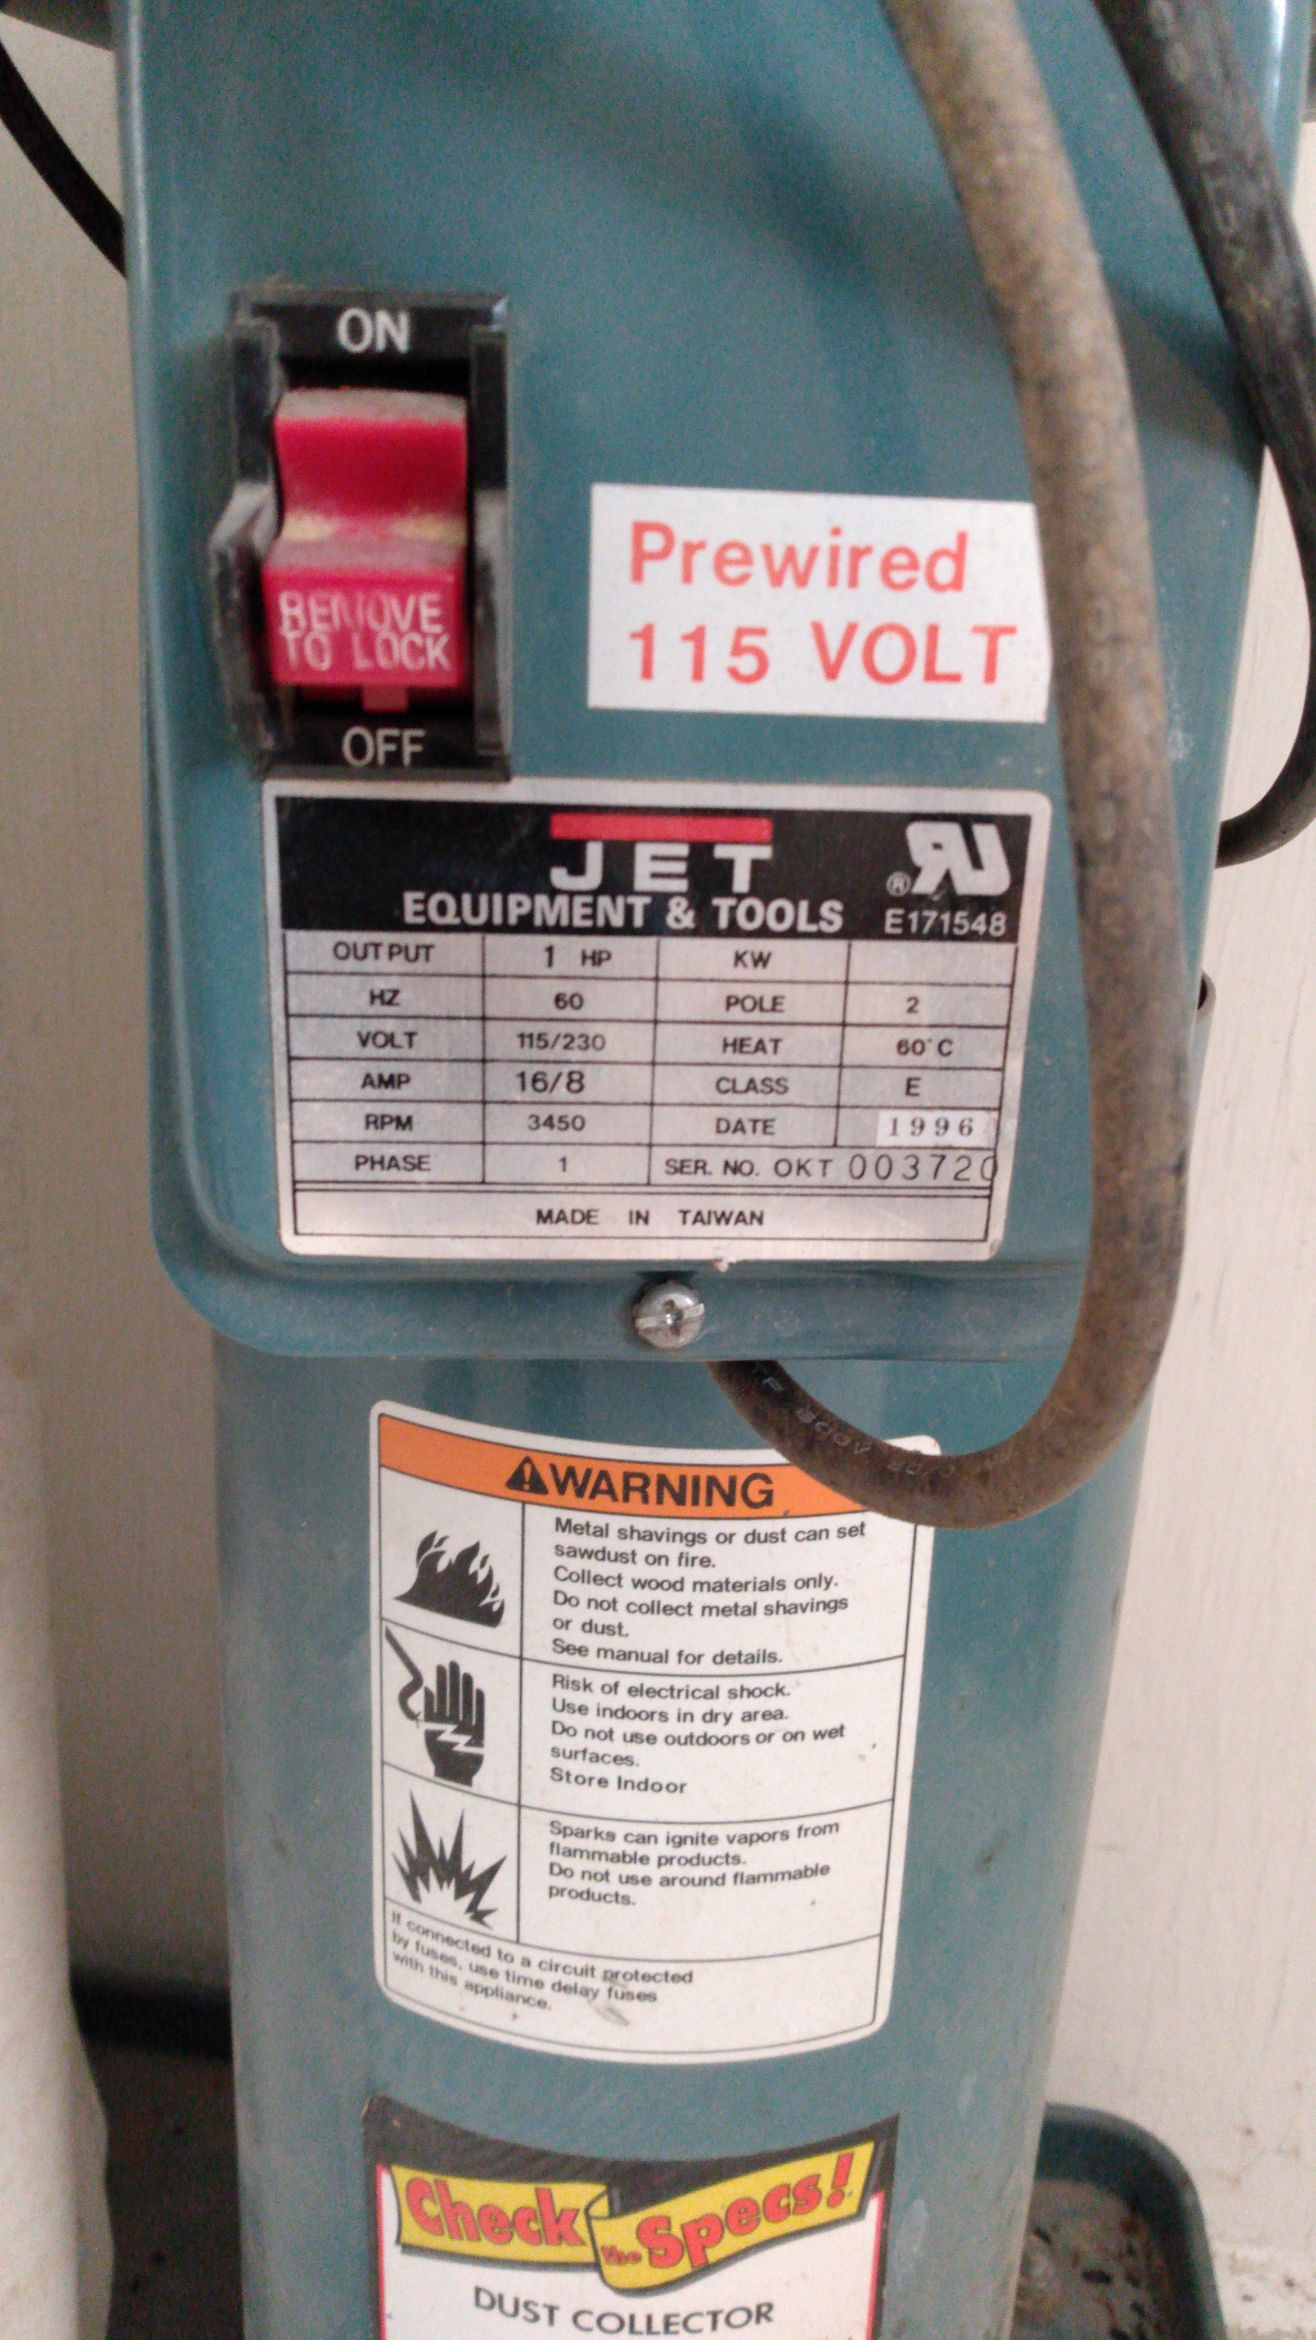 ON
REMOVE
TO LOCK
OFF
Prewired
115 VOLT
JET
EQUIPMENT & TOOLS
®
E171548
OUTPUT 1 HP KW
HZ 60 POLE 2
VOLT 115/230 HEAT 60°C
AMP 16/8 CLASS E
RPM 3450 DATE 1996
PHASE 1 SER. NO. OKT 003720
MADE IN TAIWAN
WARNING
Metal shavings or dust can set
sawdust on fire.
Collect wood materials only.
Do not collect metal shavings
or dust.
See manual for details.
Risk of electrical shock.
Use indoors in dry area.
Do not use outdoors or on wet
surfaces.
Store Indoor
Sparks can ignite vapors from
flammable products.
Do not use around flammable
products.
If connected to a circuit protected
by fuses, use time delay fuses
with this appliance.
Check the Specs!
DUST COLLECTOR